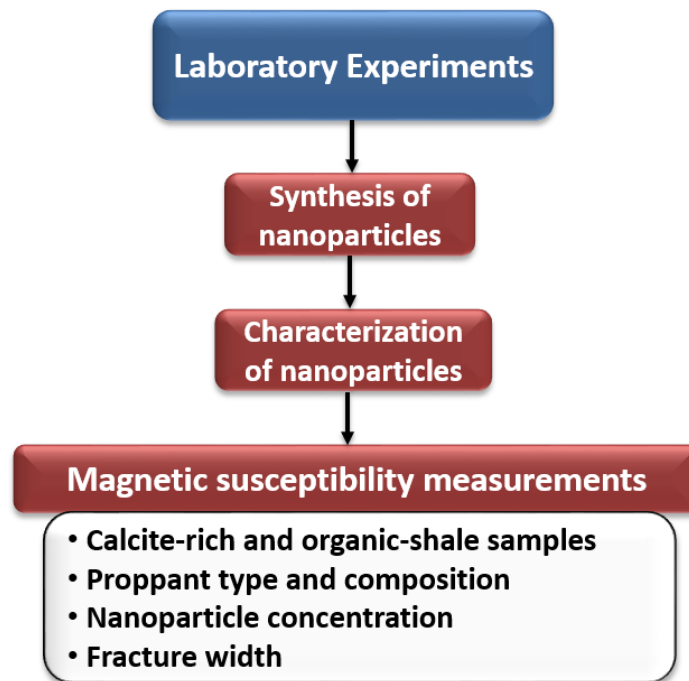 Laboratory Experiments
Synthesis of
nanoparticles
Characterization
of nanoparticles
Magnetic susceptibility measurements
• Calcite-rich and organic-shale samples
• Proppant type and composition
• Nanoparticle concentration
• Fracture width